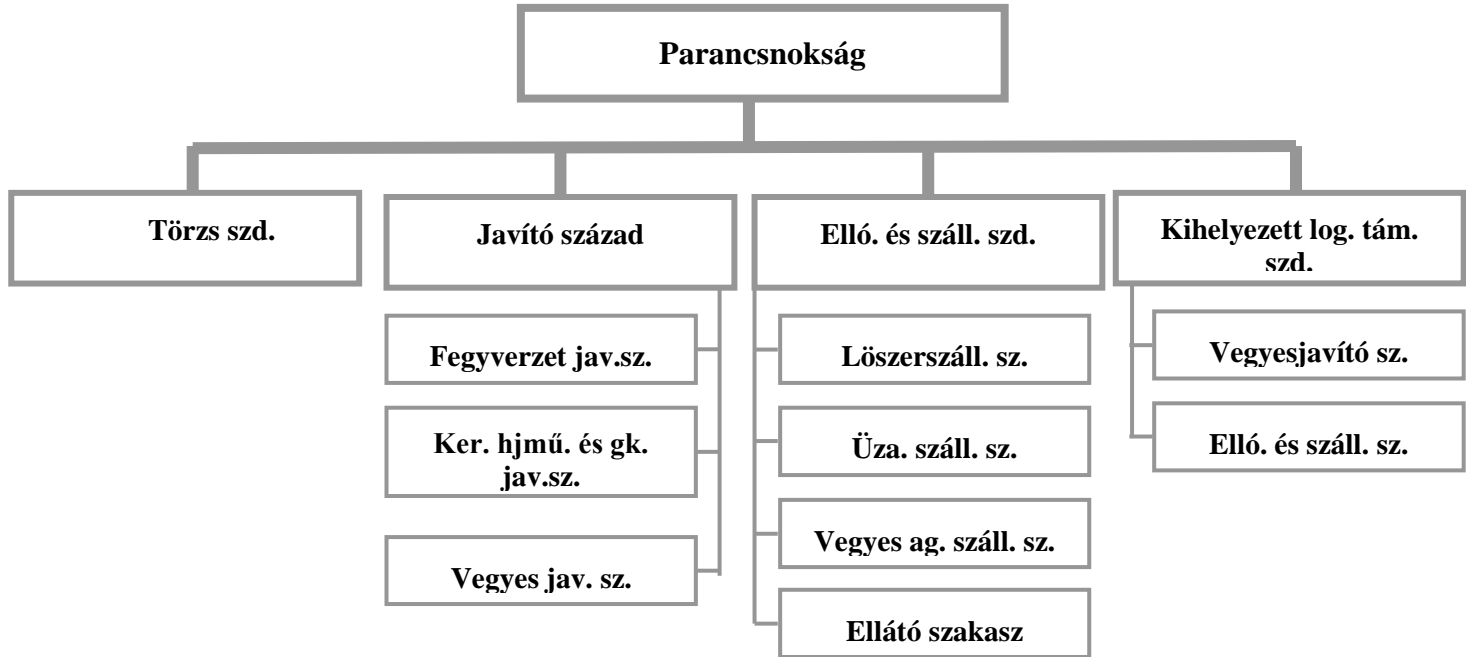 Parancsnokság
Törzs szd.
Javító század
Elló. és száll. szd.
Kihelyezett log. tám.
szd.
Fegyverzet jav.sz.
Ker. hjmű. és gk.
jav.sz.
Vegyes jav. sz.
Löszerszáll. sz.
Üza. száll. sz.
Vegyes ag. száll. sz.
Ellátó szakasz
Vegyesjavító sz.
Elló. és száll. sz.